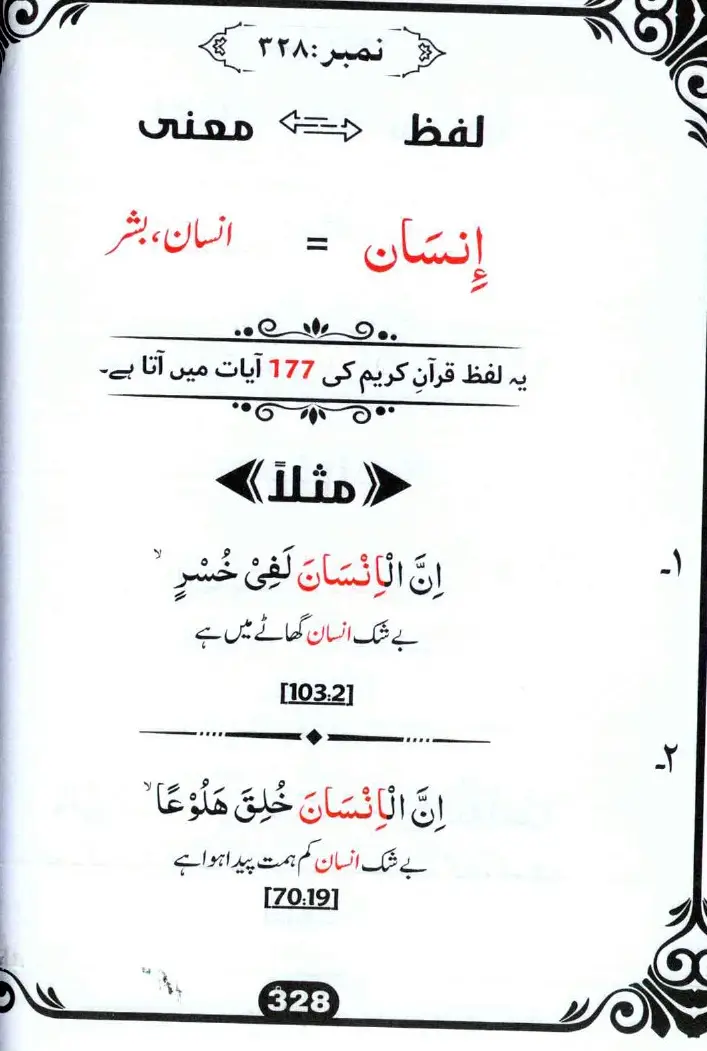 نمبر: ۳۲۸
لفظ معنی
إِنسَان = انسان، بشر
یہ لفظ قرآنِ کریم کی 177 آیات میں آتا ہے۔
مثلاً
۱۔
اِنَّ الْاِنْسَانَ لَفِیْ خُسْرٍ ۙ
بے شک انسان گھاٹے میں ہے
[103:2]
۲۔
اِنَّ الْاِنْسَانَ خُلِقَ هَلُوْعًا ۙ
بے شک انسان کم ہمت پیدا ہوا ہے
[70:19]
328